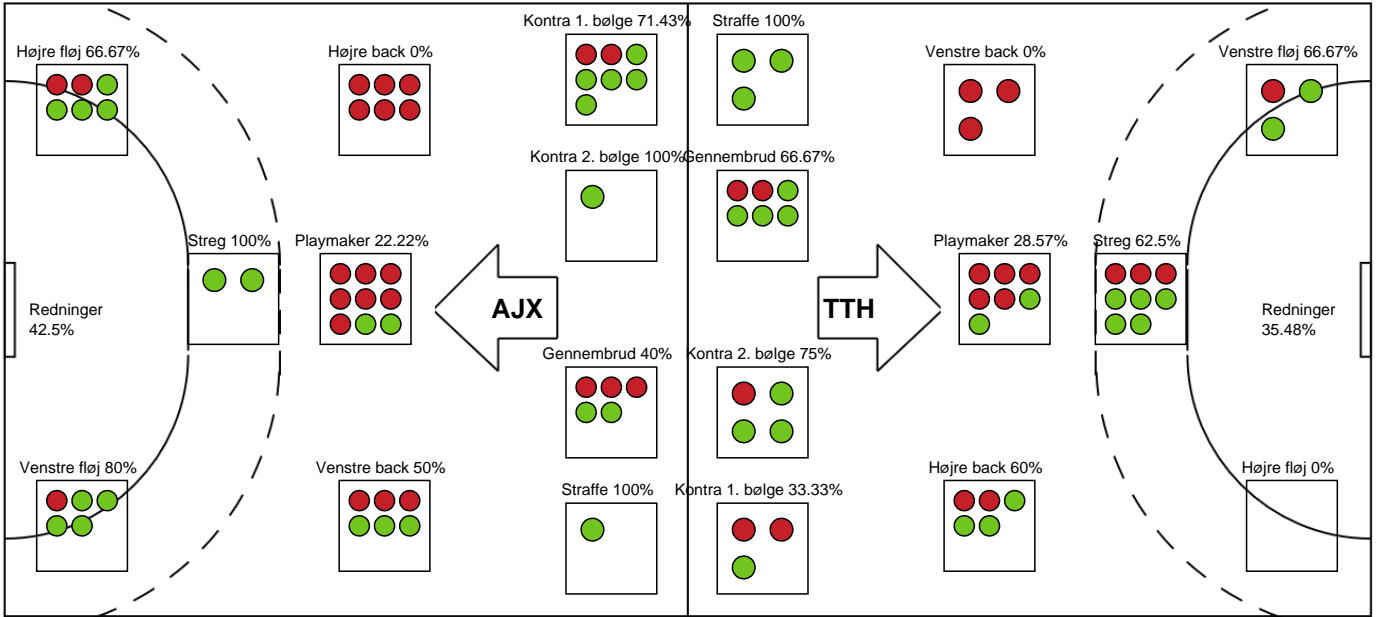 Kontra 1. bølge 71.43%
Straffe 100%
Højre fløj 66.67%
Højre back 0%
Venstre back 0%
Venstre fløj 66.67%
Kontra 2. bølge 100%
Gennembrud 66.67%
Streg 100%
Playmaker 22.22%
Playmaker 28.57%
Streg 62.5%
Redninger
42.5%
AJX
TTH
Redninger
35.48%
Gennembrud 40%
Kontra 2. bølge 75%
Venstre fløj 80%
Venstre back 50%
Højre back 60%
Højre fløj 0%
Straffe 100%
Kontra 1. bølge 33.33%